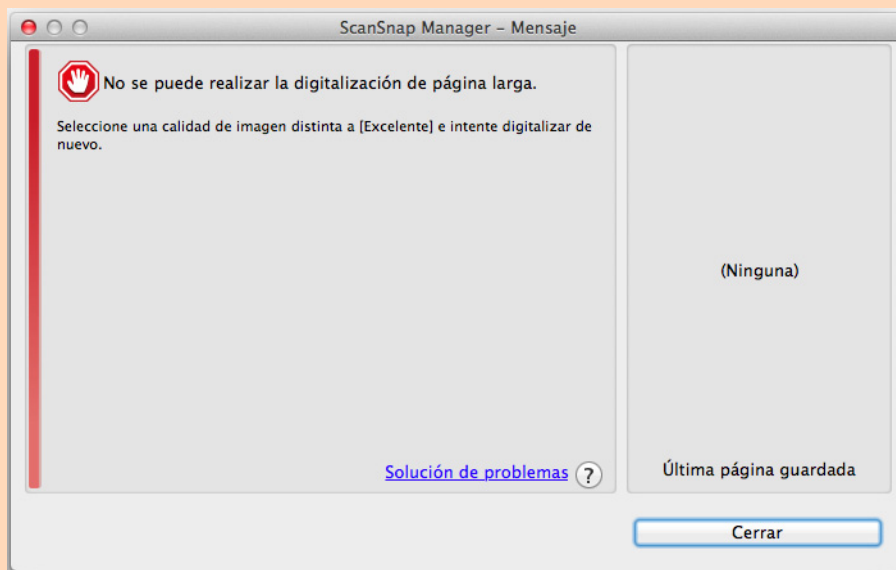 ScanSnap Manager – Mensaje
No se puede realizar la digitalización de página larga.
Seleccione una calidad de imagen distinta a [Excelente] e intente digitalizar de
nuevo.
(Ninguna)
Solución de problemas ?
Última página guardada
Cerrar